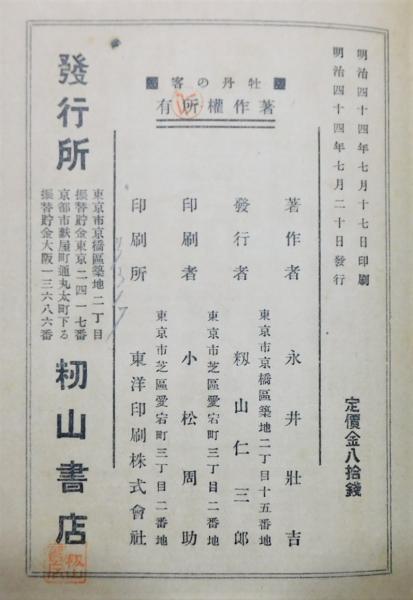 明治四十四年七月十七日印刷
明治四十四年七月二十日發行
定價金八拾錢
牡丹の客
著作權所有
著作者 永井壯吉
東京市京橋區築地二丁目十五番地
發行者 籾山仁三郎
東京市芝區愛宕町三丁目二番地
印刷者 小松周助
東京市芝區愛宕町三丁目二番地
印刷所 東洋印刷株式會社
發行所
東京市京橋區築地二丁目
振替貯金東京二四一七番
京都市麩屋町通丸太町下る
振替貯金大阪一三六八六番
籾山書店